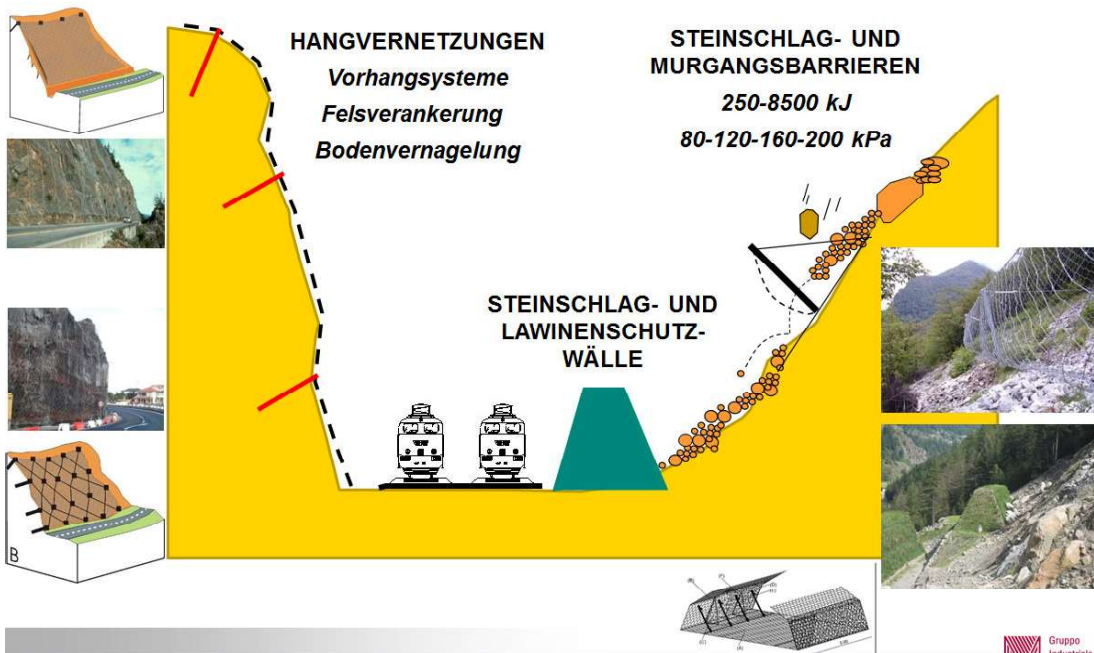 HANGVERNETZUNGEN
Vorhangsysteme
Felsverankerung
Bodenvernagelung
STEINSCHLAG- UND
MURGANGSBARRIEREN
250-8500 kJ
80-120-160-200 kPa
STEINSCHLAG- UND
LAWINENSCHUTZ-
WÄLLE
B
Gruppo
Industriale